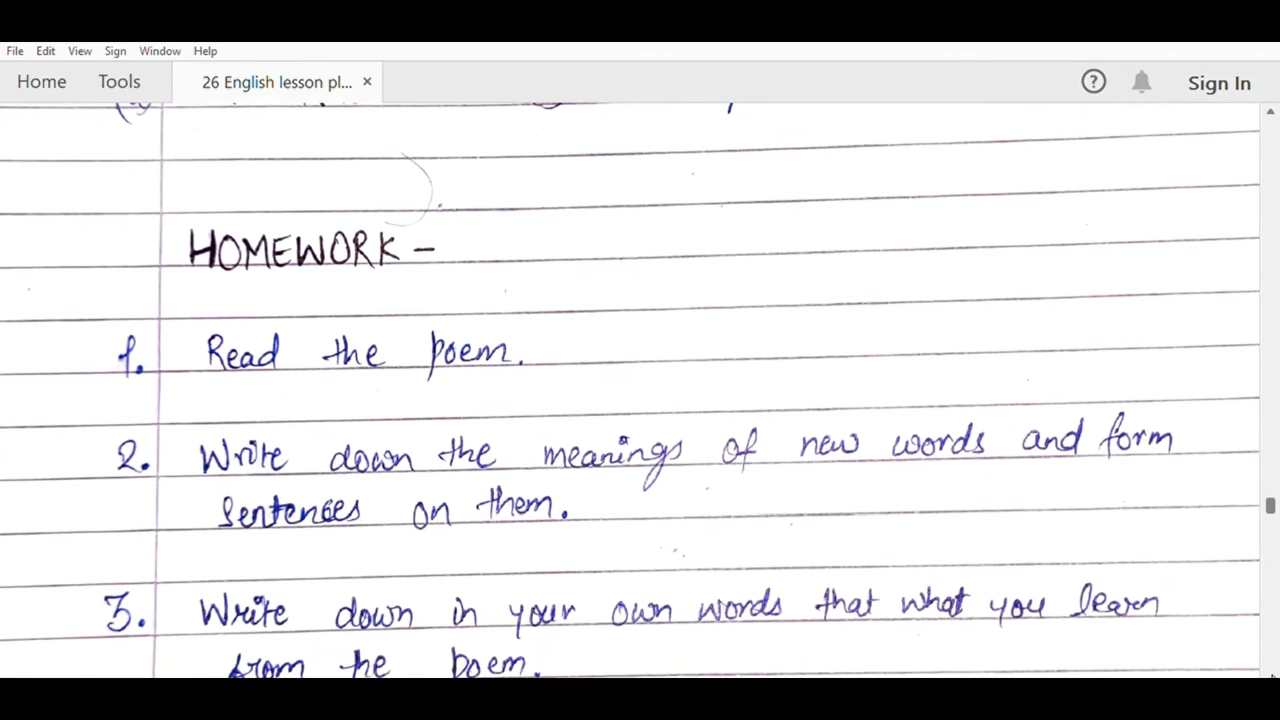 File Edit View Sign Window Help
Home Tools 26 English lesson pl... × ? Sign In
HOMEWORK –
1. Read the poem.
2. Write down the meanings of new words and form
sentences on them.
3. Write down in your own words that what you learn
from the poem.